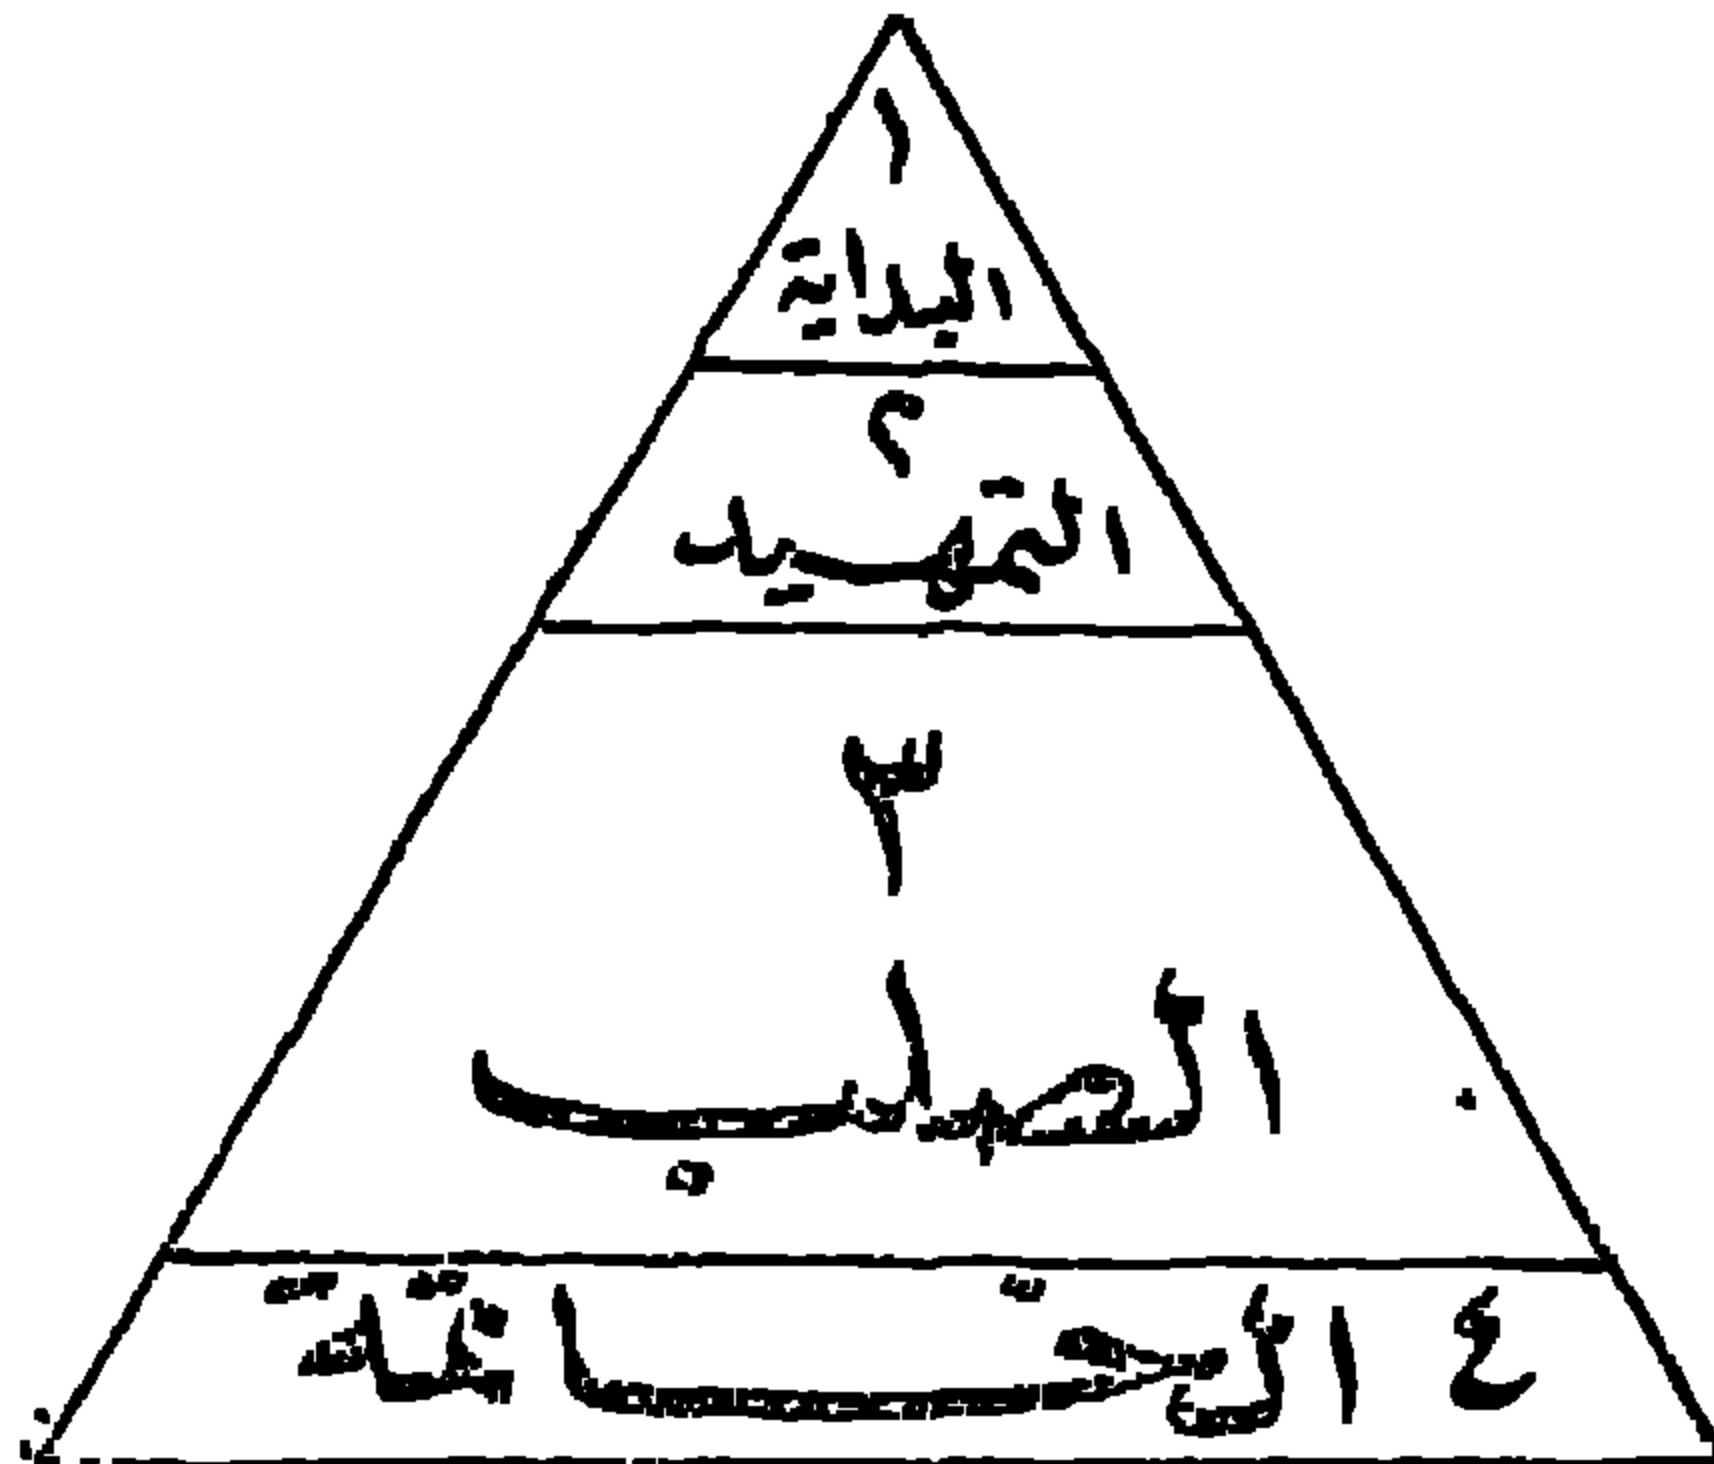 ١
البداية
٢
التمهيد
٣
الصلب
٤ الخاتمة